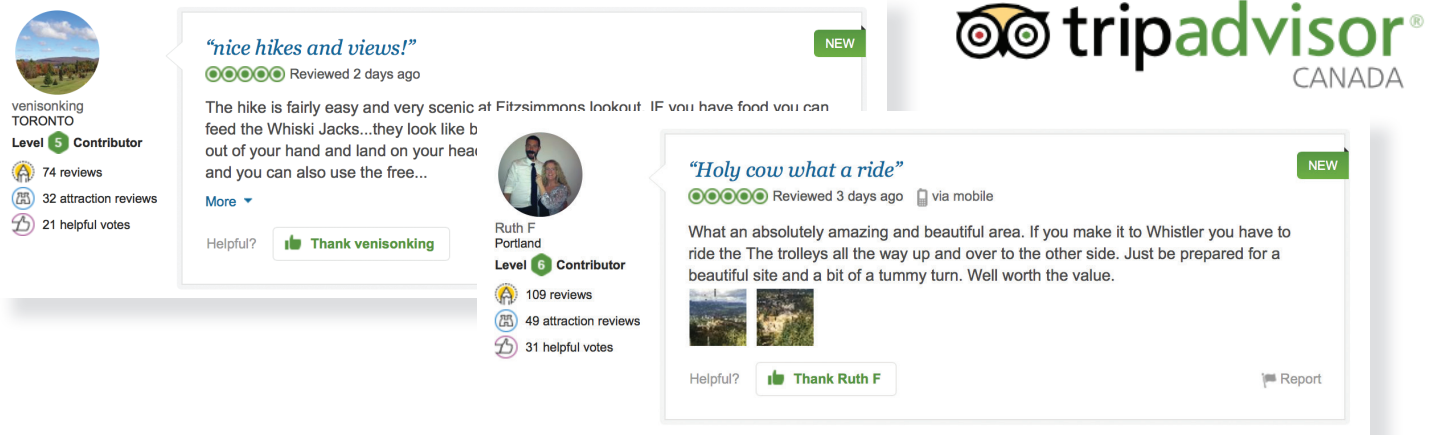 tripadvisor®
CANADA
venisonking
TORONTO
Level 5 Contributor
74 reviews
32 attraction reviews
21 helpful votes
“nice hikes and views!”
NEW
Reviewed 2 days ago
The hike is fairly easy and very scenic at Fitzsimmons lookout. IF you have food you can
feed the Whiski Jacks...they look like b
out of your hand and land on your head
and you can also use the free...
More
Helpful?
Thank venisonking
Ruth F
Portland
Level 6 Contributor
109 reviews
49 attraction reviews
31 helpful votes
“Holy cow what a ride”
NEW
Reviewed 3 days ago via mobile
What an absolutely amazing and beautiful area. If you make it to Whistler you have to
ride the The trolleys all the way up and over to the other side. Just be prepared for a
beautiful site and a bit of a tummy turn. Well worth the value.
Helpful?
Thank Ruth F
Report